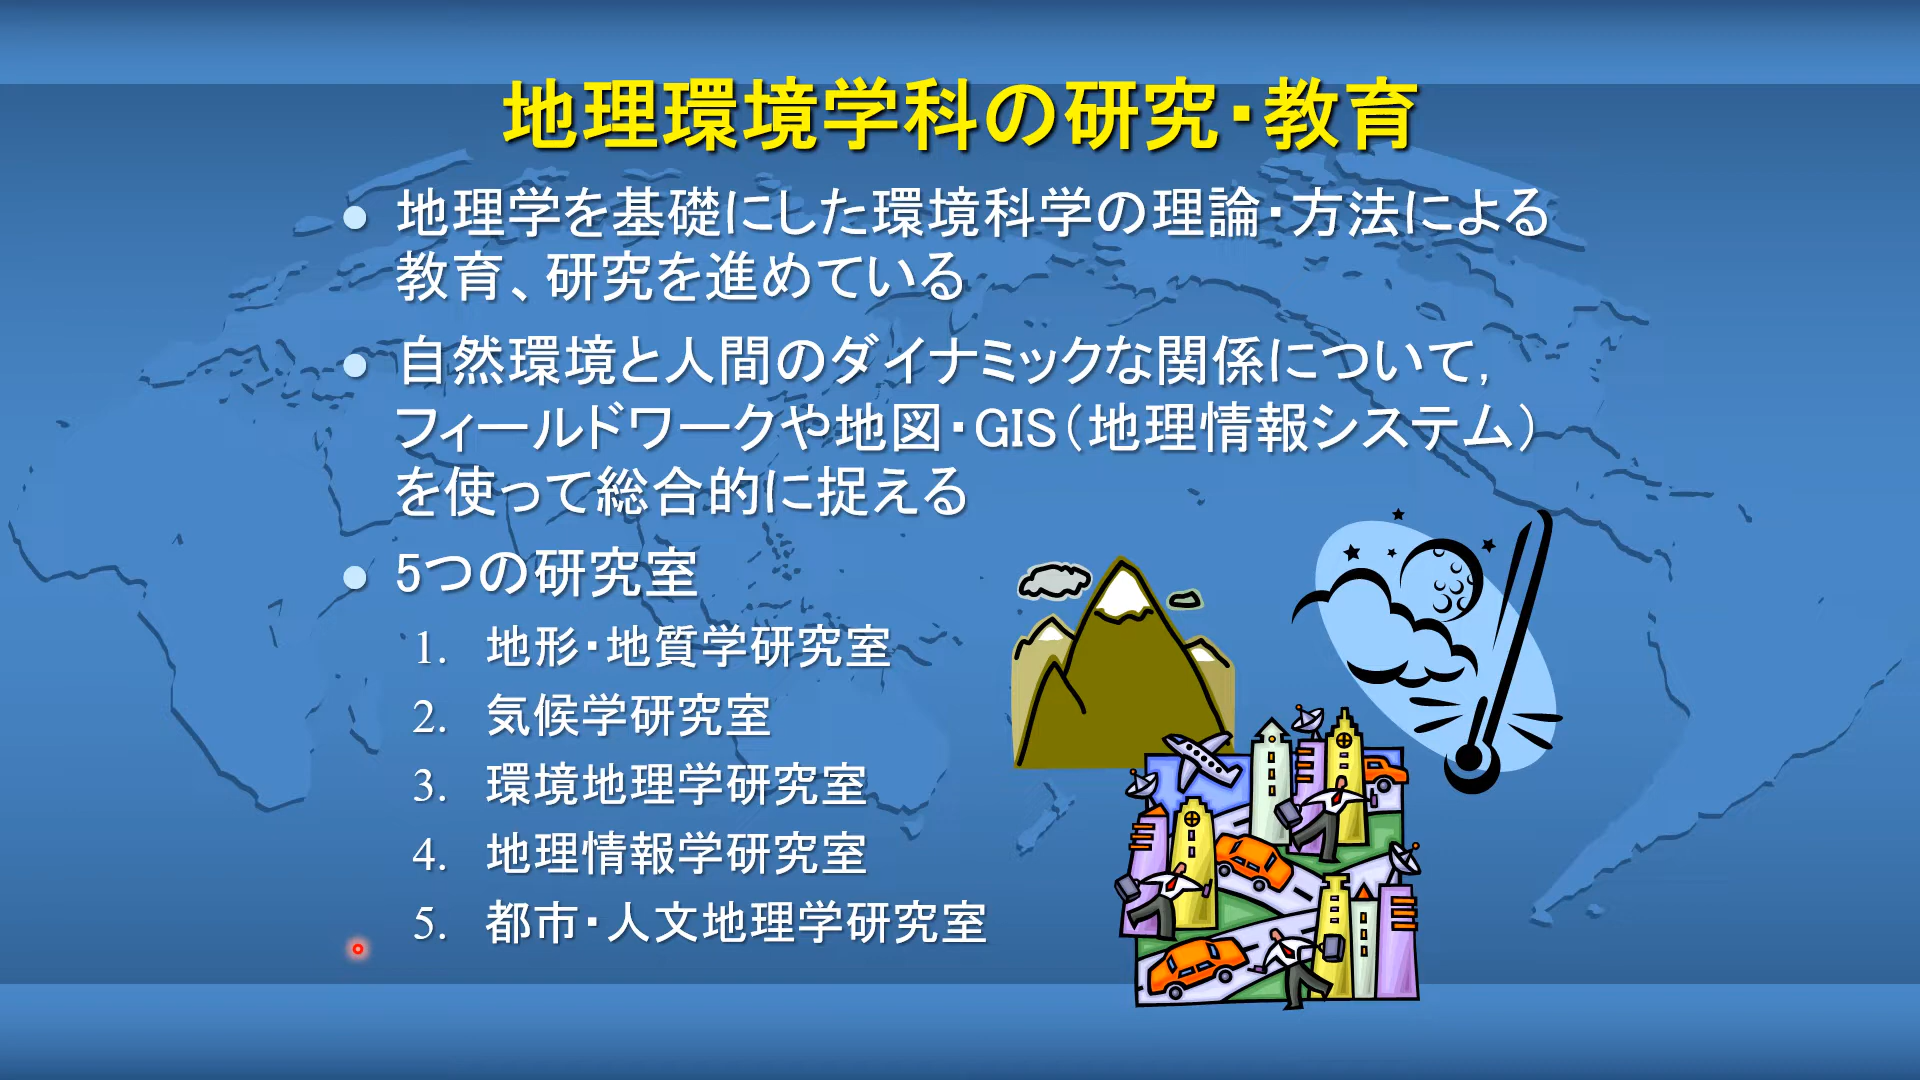 地理環境学科の研究・教育
● 地理学を基礎にした環境科学の理論・方法による
教育、研究を進めている
● 自然環境と人間のダイナミックな関係について,
フィールドワークや地図・GIS（地理情報システム）
を使って総合的に捉える
● 5つの研究室
1. 地形・地質学研究室
2. 気候学研究室
3. 環境地理学研究室
4. 地理情報学研究室
5. 都市・人文地理学研究室